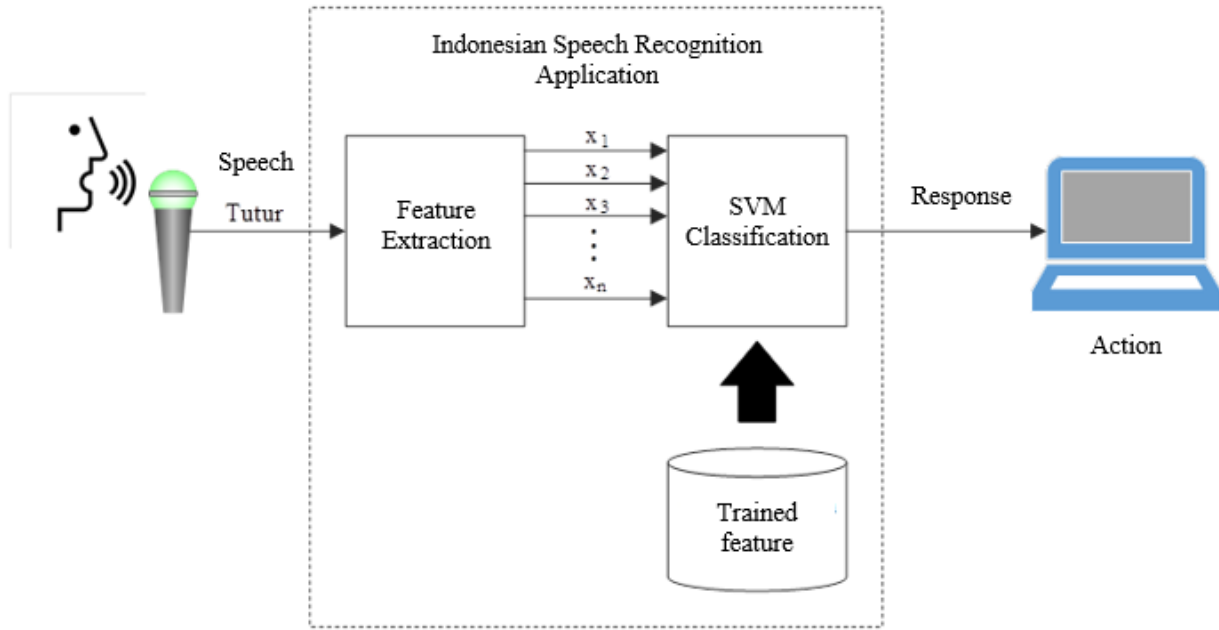 Indonesian Speech Recognition
Application
Speech
Tutur
Feature
Extraction
x1
x2
x3
xn
SVM
Classification
Response
Action
Trained
feature